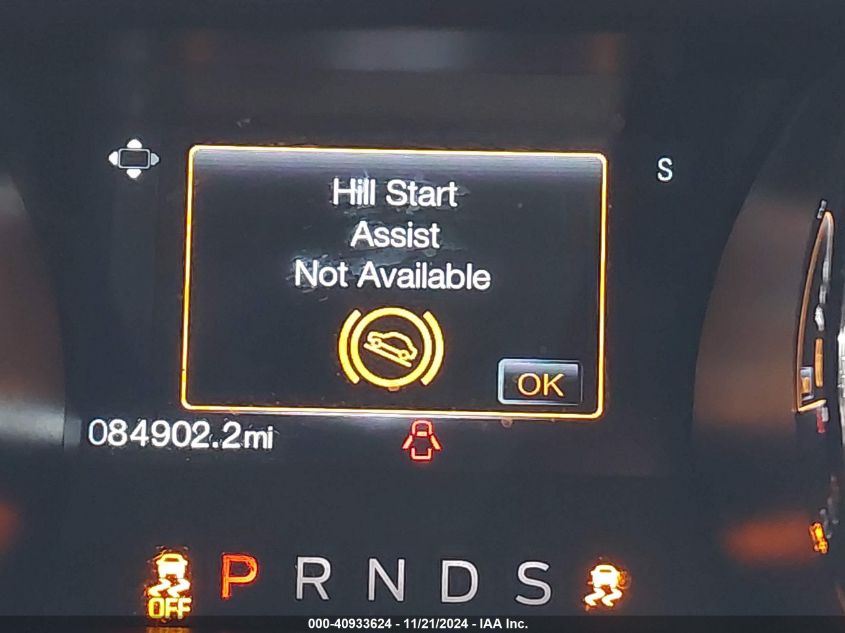 S
Hill Start
Assist
Not Available
OK
084902.2mi
OFF P R N D S
000-40933624 - 11/21/2024 - IAA Inc.